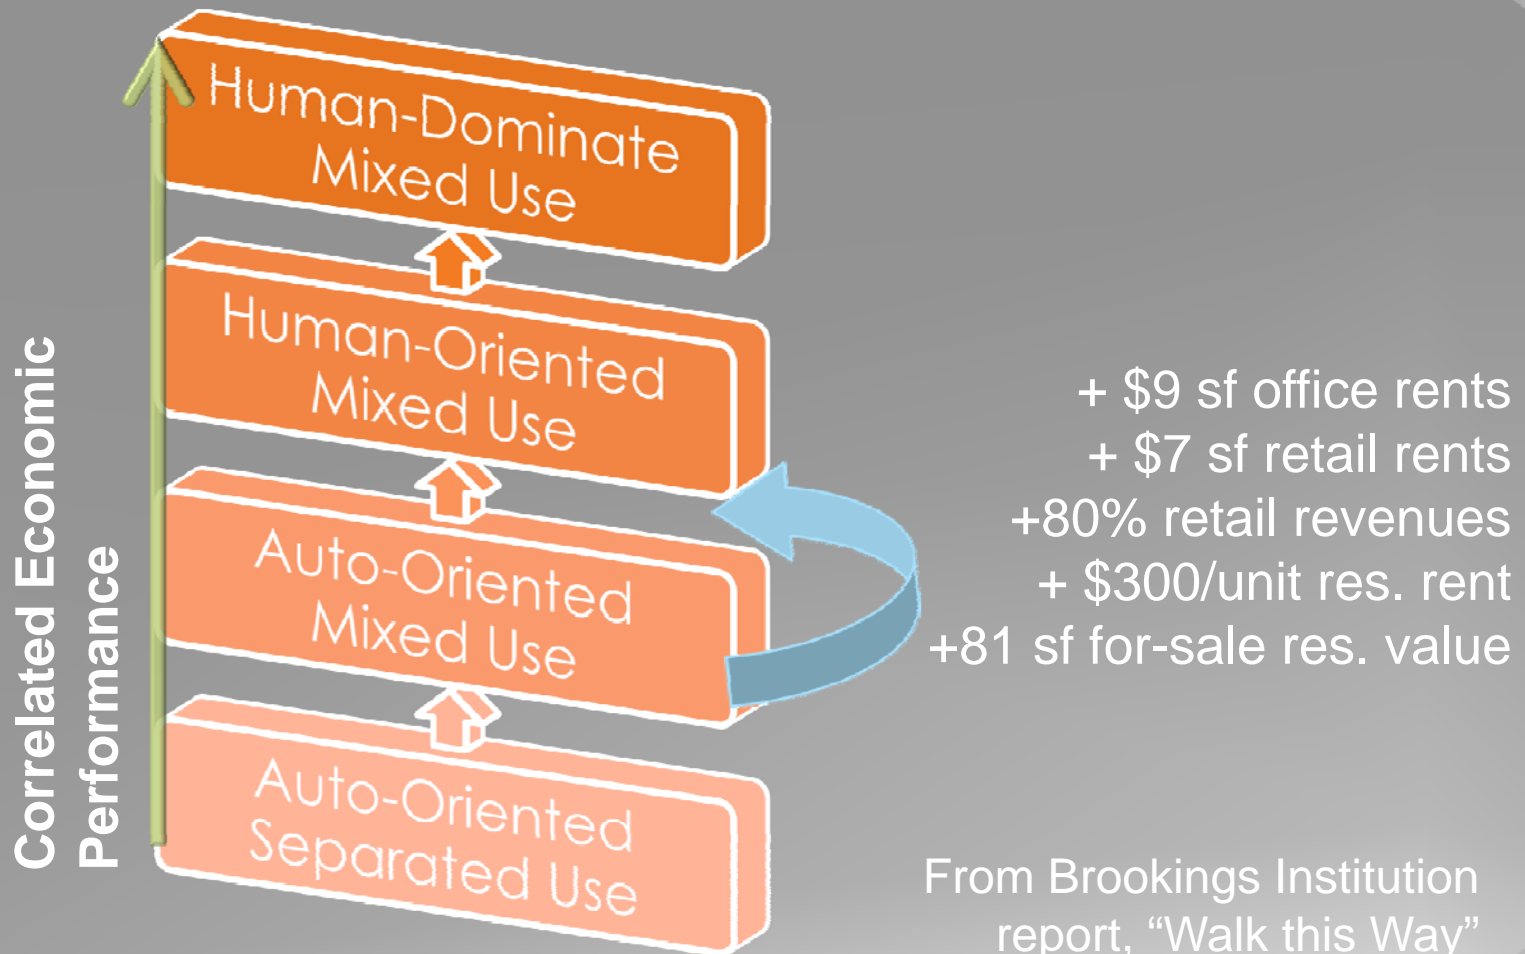 Correlated Economic
Performance
Human-Dominate
Mixed Use
Human-Oriented
Mixed Use
Auto-Oriented
Mixed Use
Auto-Oriented
Separated Use
+ $9 sf office rents
+ $7 sf retail rents
+80% retail revenues
+ $300/unit res. rent
+81 sf for-sale res. value
From Brookings Institution
report, “Walk this Way”